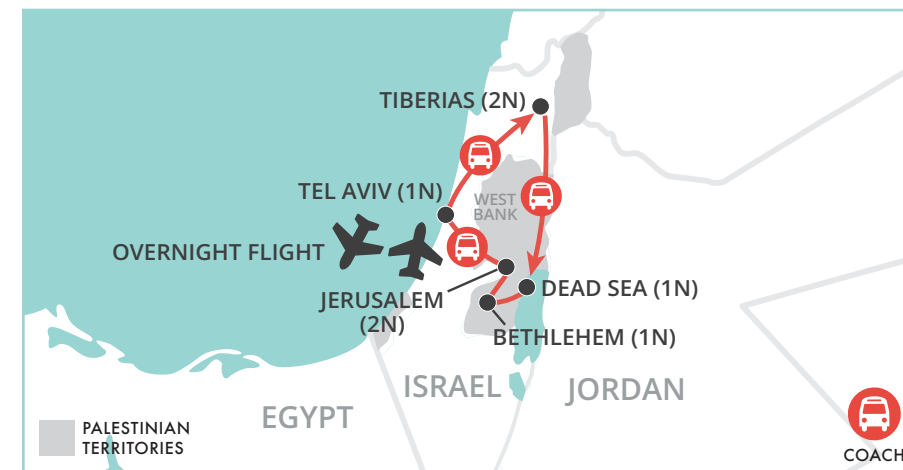 TIBERIAS (2N)
TEL AVIV (1N)
WEST
BANK
OVERNIGHT FLIGHT
JERUSALEM
(2N)
DEAD SEA (1N)
BETHLEHEM (1N)
ISRAEL
JORDAN
EGYPT
PALESTINIAN
TERRITORIES
COACH